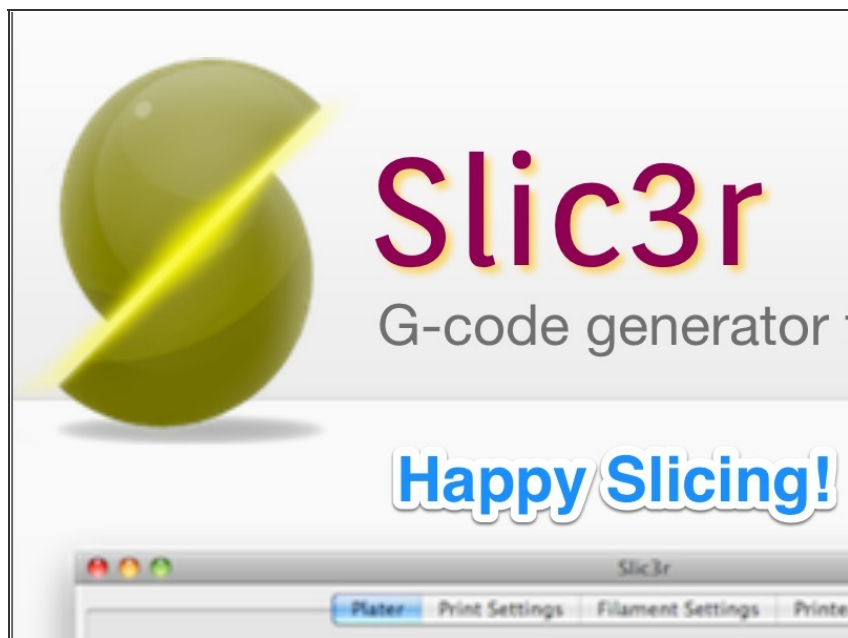 Slic3r
G-code generator
Happy Slicing!
Slic3r
Plater Print Settings Filament Settings